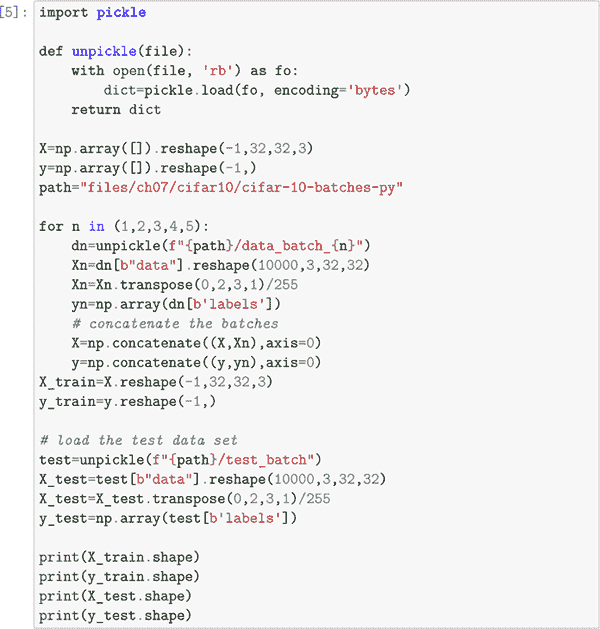 [5]: import pickle

def unpickle(file):
    with open(file, 'rb') as fo:
        dict=pickle.load(fo, encoding='bytes')
    return dict

X=np.array([]).reshape(-1,32,32,3)
y=np.array([]).reshape(-1,)
path="files/ch07/cifar10/cifar-10-batches-py"

for n in (1,2,3,4,5):
    dn=unpickle(f"{path}/data_batch_{n}")
    Xn=dn[b"data"].reshape(10000,3,32,32)
    Xn=Xn.transpose(0,2,3,1)/255
    yn=np.array(dn[b'labels'])
    # concatenate the batches
    X=np.concatenate((X,Xn),axis=0)
    y=np.concatenate((y,yn),axis=0)
X_train=X.reshape(-1,32,32,3)
y_train=y.reshape(-1,)

# load the test data set
test=unpickle(f"{path}/test_batch")
X_test=test[b"data"].reshape(10000,3,32,32)
X_test=X_test.transpose(0,2,3,1)/255
y_test=np.array(test[b'labels'])

print(X_train.shape)
print(y_train.shape)
print(X_test.shape)
print(y_test.shape)